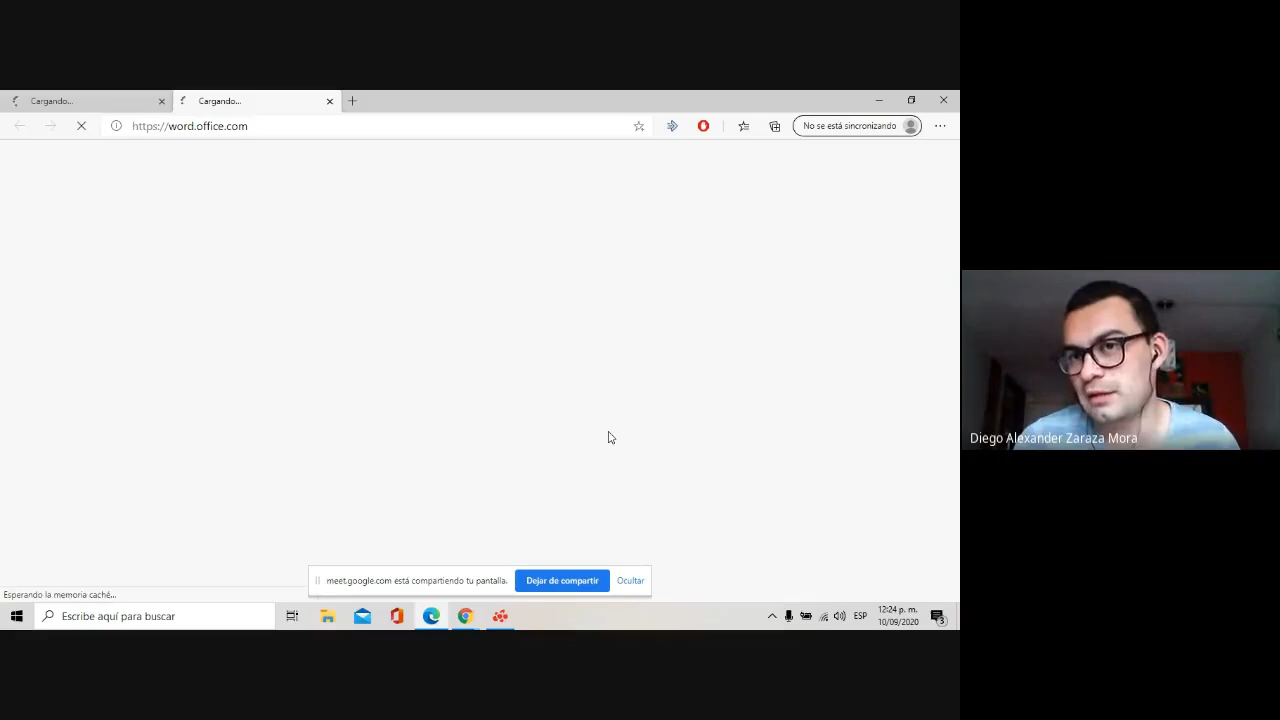 Cargando...
Cargando...
https://word.office.com
No se está sincronizando
Diego Alexander Zaraza Mora
meet.google.com está compartiendo tu pantalla.
Dejar de compartir
Ocultar
Esperando la memoria caché...
Escribe aquí para buscar
ESP
12:24 p. m.
10/09/2020
3